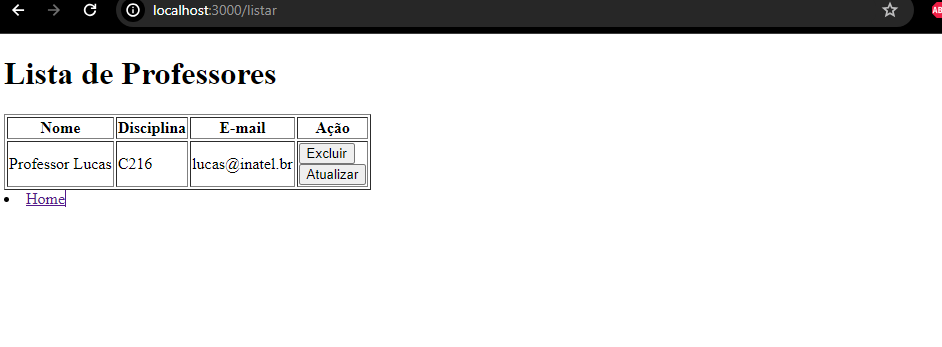 localhost:3000/listar
AB
Lista de Professores
Nome Disciplina E-mail Ação
Professor Lucas C216 lucas@inatel.br Excluir
Atualizar
Home